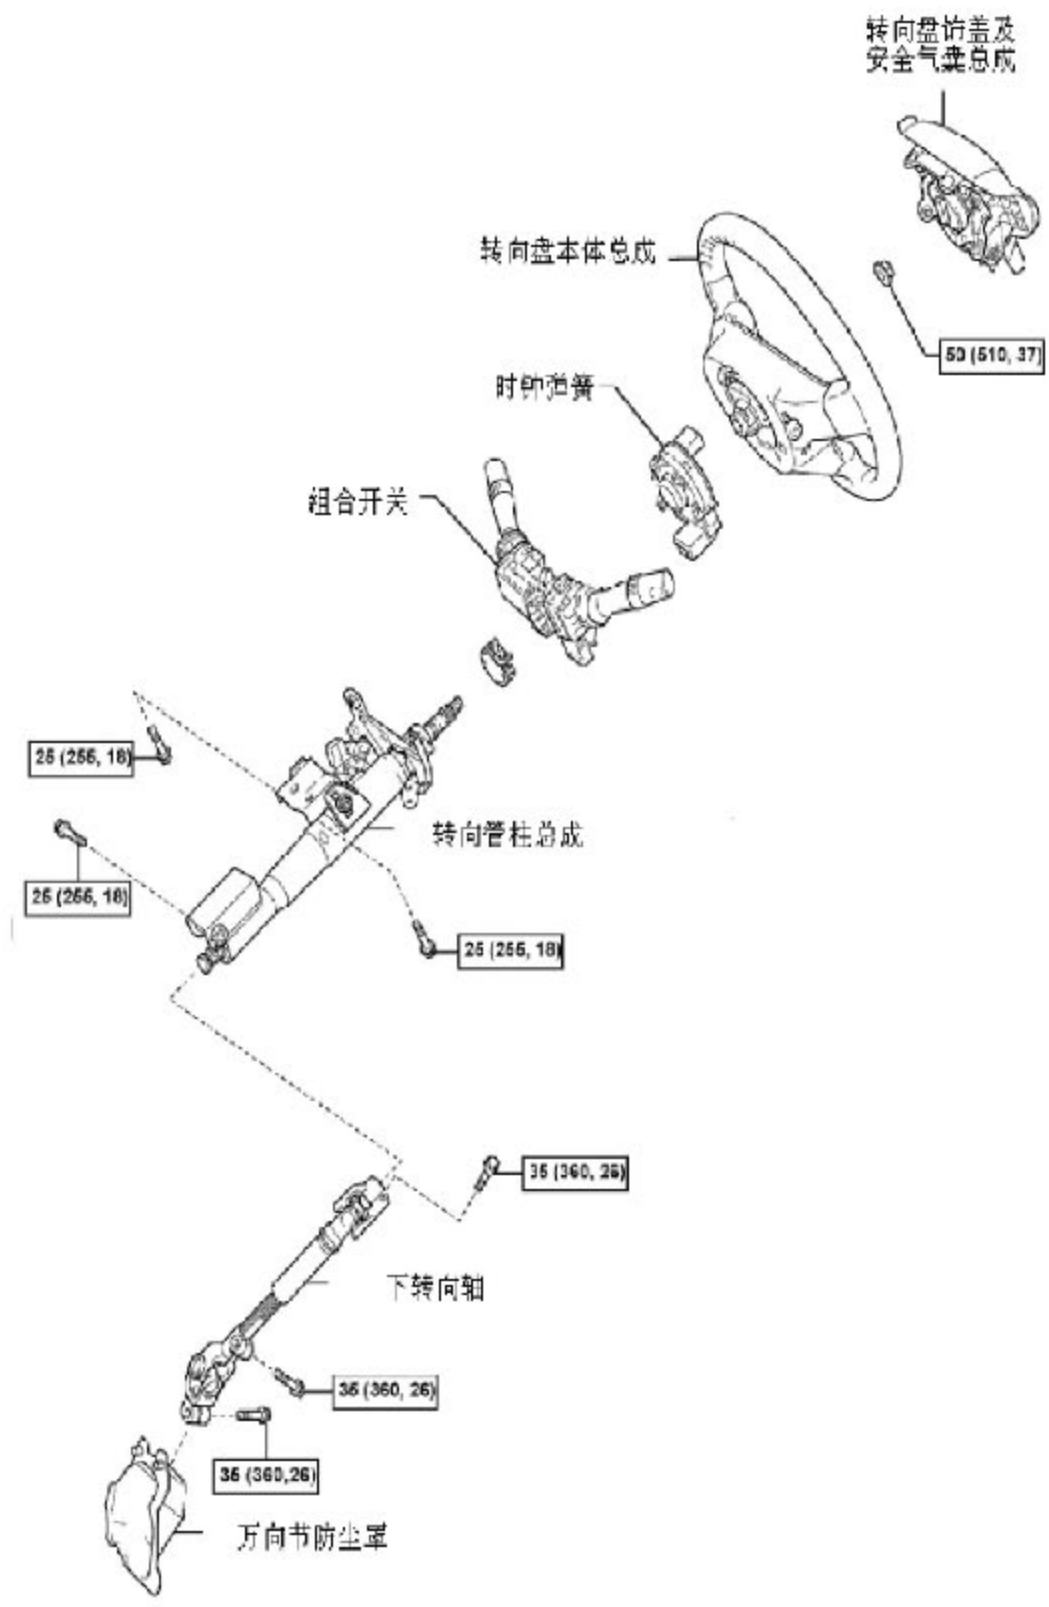 转向盘饰盖及
安全气囊总成
转向盘本体总成
50 (510, 37)
时钟弹簧
组合开关
25 (255, 18)
转向管柱总成
25 (255, 18)
25 (255, 18)
35 (360, 26)
下转向轴
35 (360, 26)
35 (360,26)
万向节防尘罩